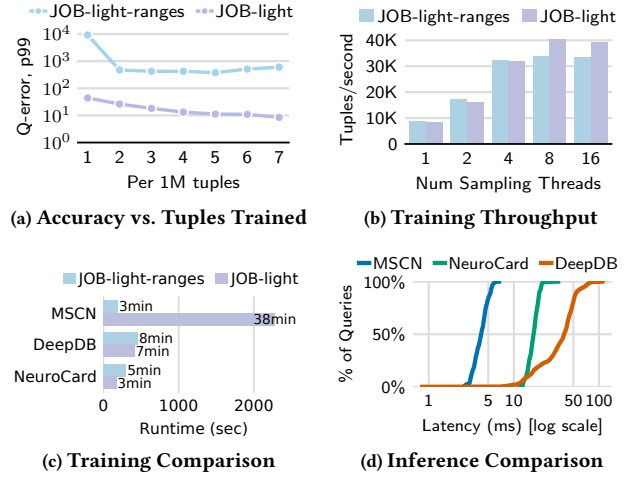 JOB-light-ranges JOB-light
Q-error, p99
10^4
10^3
10^2
10^1
10^0
1 2 3 4 5 6 7
Per 1M tuples
(a) Accuracy vs. Tuples Trained
JOB-light-ranges JOB-light
Tuples/second
40K
30K
20K
10K
0
1 2 4 8 16
Num Sampling Threads
(b) Training Throughput
JOB-light-ranges JOB-light
MSCN 3min
38min
DeepDB 8min
7min
NeuroCard 5min
3min
0 1000 2000
Runtime (sec)
(c) Training Comparison
MSCN NeuroCard DeepDB
% of Queries
100%
50%
0%
1 5 10 50 100
Latency (ms) [log scale]
(d) Inference Comparison